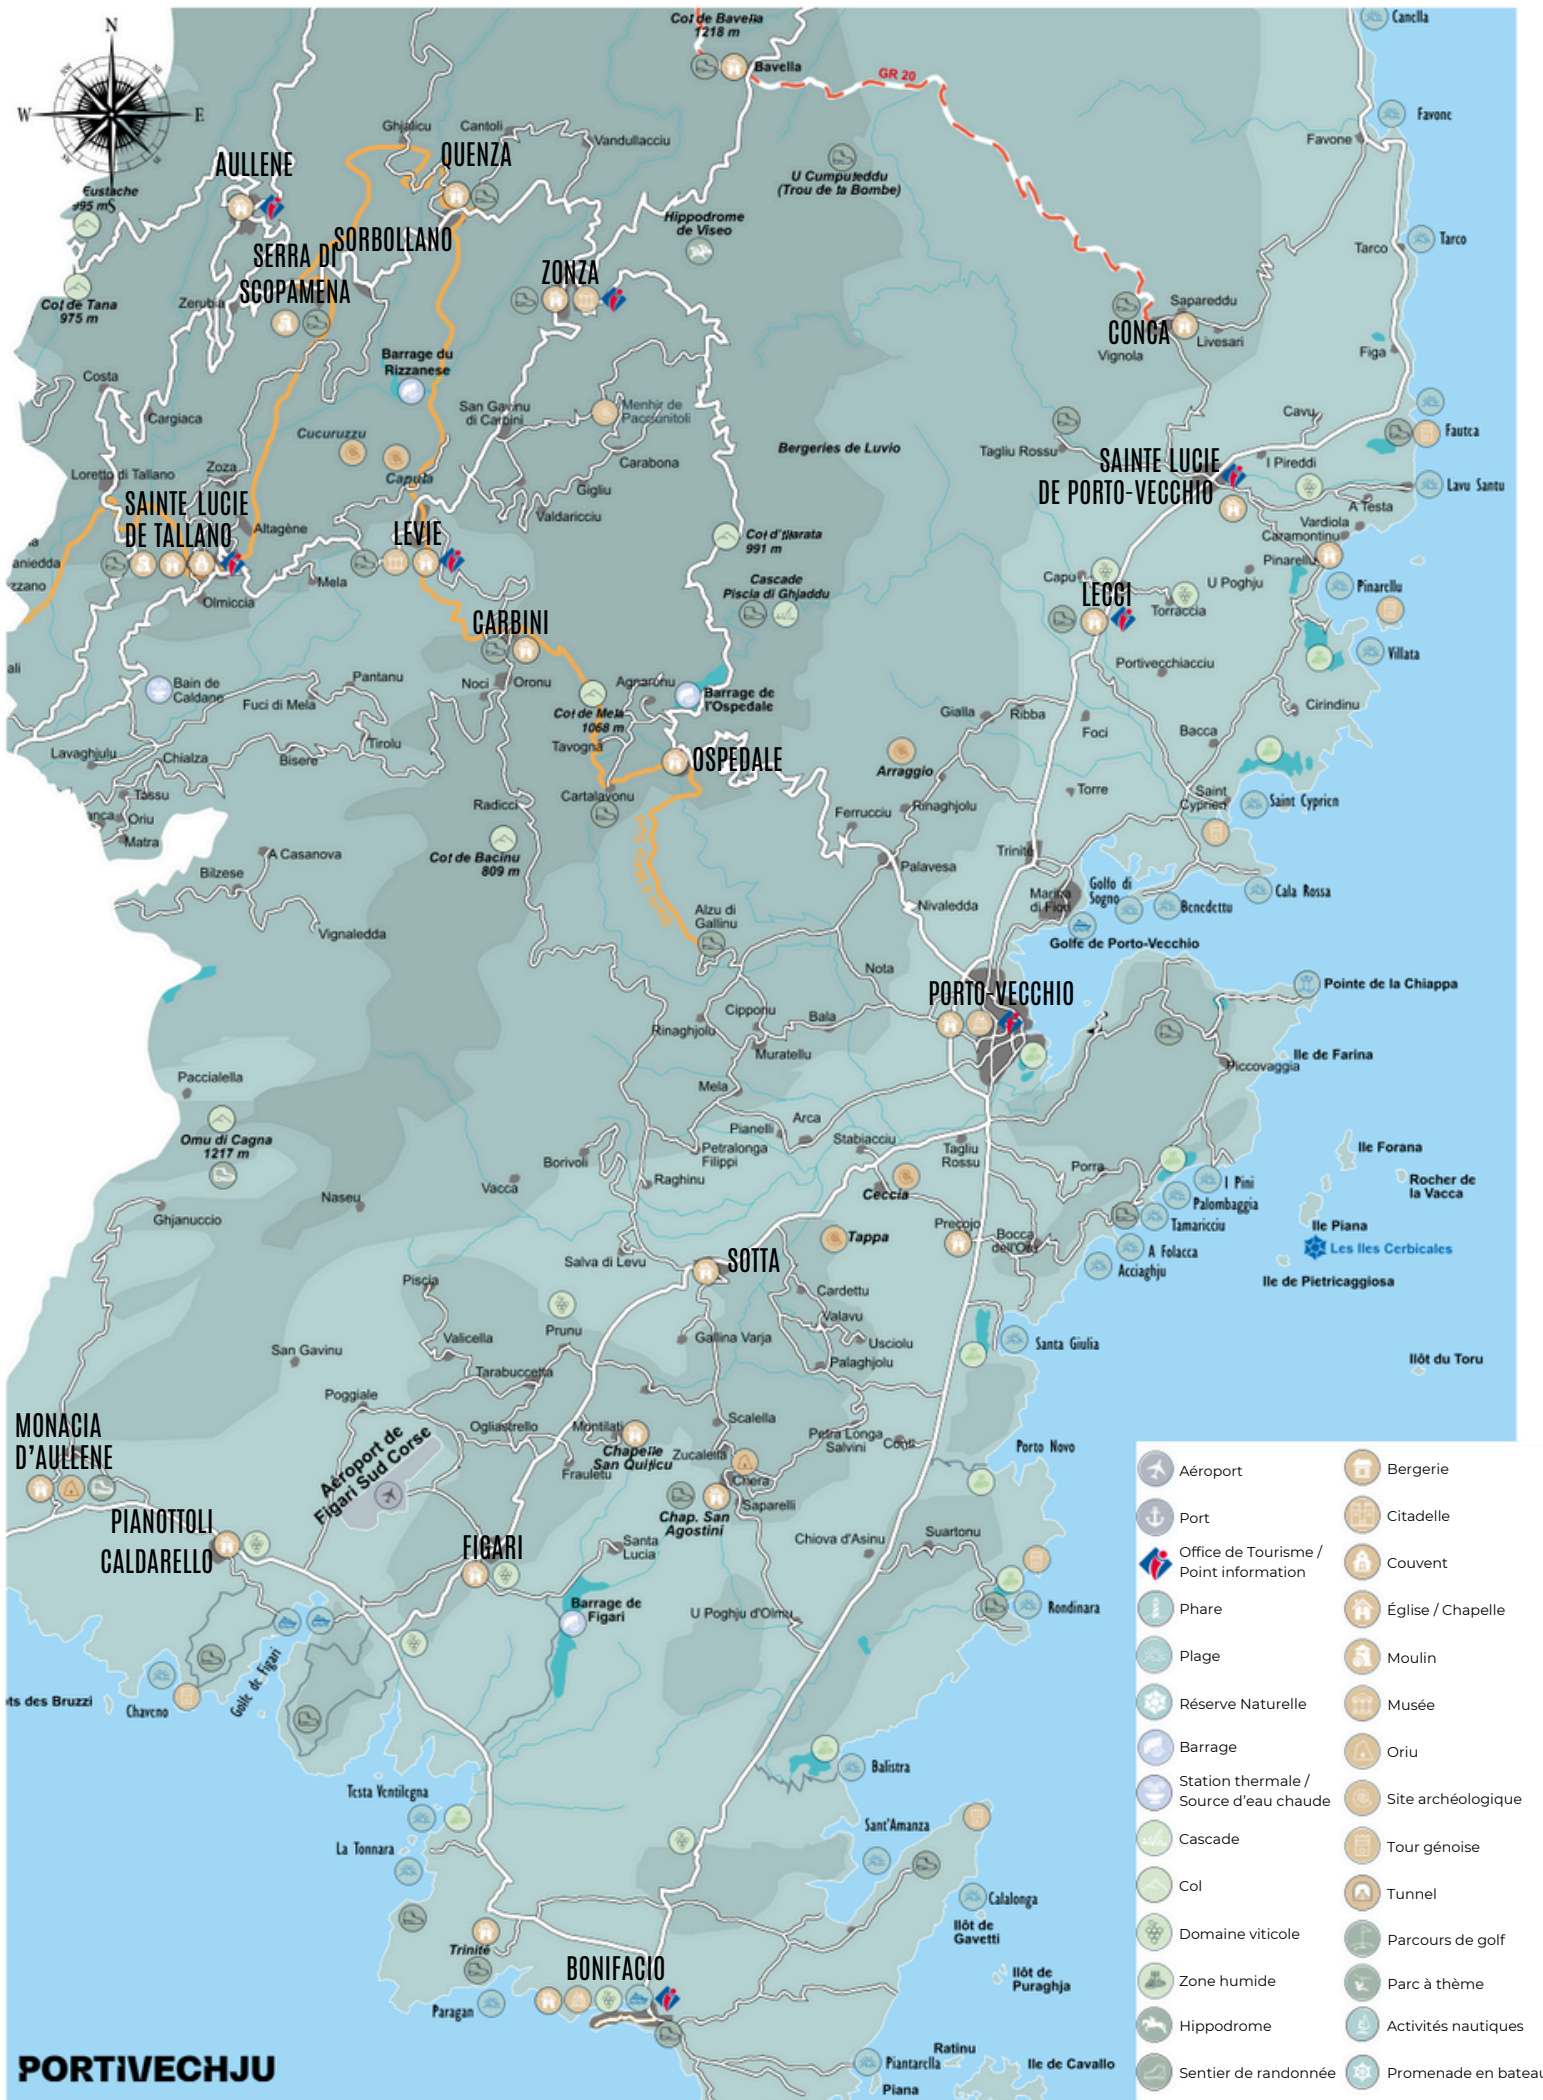 N
W
E
Col de Bavella
1218 m
Bavella
GR 20
Canella
Favone
Favone
Ghjalicu
Cantoli
Vandullacciu
QUENZA
AULLENE
U Cumpuleddu
(Trou de la Bombe)
Eustache
995 m
Hippodrome
de Viseo
Tarco
Tarco
SORBOLLANO
SERRA DI
SCOPAMENA
ZONZA
Col de Tana
975 m
Zerubia
Sapareddu
CONCA
Livesari
Vignola
Figa
Barrage du
Rizzanese
Costa
Cargiaca
San Gavinu
di Carbini
Menhir de
Pacciunitoli
Cavu
Fautea
Cucuruzzu
Capula
Bergeries de Luvio
Tagliu Rossu
Carabona
Gigliu
Valdaricciu
SAINTE LUCIE
DE PORTO-VECCHIO
I Pireddi
Lavu Santu
A Testa
Vardiola
Caramontinu
Pinarellu
Pinarellu
Loretto di Tallano
Zoza
SAINTE LUCIE
DE TALLANO
Altagène
LEVIE
Mela
Olmiccia
Col d'Illarata
991 m
Cascade
Piscia di Ghjaddu
Capu
U Poghju
LECCI
Torraccia
CARBINI
Villata
Portivecchiacciu
Bain de
Caldane
Pantanu
Fuci di Mela
Noci
Oronu
Agnaronu
Barrage de
l'Ospedale
Col de Mela
1068 m
Cirindinu
Gialla
Ribba
Foci
Bacca
Tirolu
Tavogna
OSPEDALE
Arraggio
Lavaghjulu
Chialza
Bisere
Tassu
Oriu
Matra
Radicci
Cartalavonu
Torre
Saint
Cyprien
Saint Cyprien
Ferrucciu
Rinaghjolu
A Casanova
Bilzese
Col de Bacinu
809 m
Palavesa
Trinité
Marina
di Fiori
Golfo di
Sogno
Benedettu
Cala Rossa
Nivaledda
Alzu di
Gallinu
Vignaledda
Golfe de Porto-Vecchio
Nota
PORTO-VECCHIO
Pointe de la Chiappa
Cipponu
Bala
Rinaghjolu
Muratellu
Ile de Farina
Piccovaggia
Paccialella
Mela
Arca
Pianelli
Stabiacciu
Omu di Cagna
1217 m
Petralonga
Filippi
Tagliu
Rossu
Ile Forana
Borivoli
Raghinu
Porra
I Pini
Rocher de
la Vacca
Vacca
Ceccia
Palombaggia
Naseu
Ghjanuccio
Tamaricciu
Ile Piana
Tappa
Precojo
Bocca
dell'Oru
A Folacca
Les Iles Cerbicales
Salva di Levu
SOTTA
Acciaghju
Ile de Pietricaggiosa
Piscia
Cardettu
Valavu
Prunu
Gallina Varja
Usciolu
Santa Giulia
Valicella
San Gavinu
Palaghjolu
Ilôt du Toru
Tarabuccetta
Poggiale
MONACIA
D'AULLENE
Aéroport de
Figari Sud Corse
Ogliastrello
Montilati
Scalella
Petra Longa
Salvini
Conti
Porto Novo
Chapelle
San Quilicu
Zucalella
Frauletu
Chera
Saparelli
Chap. San
Agostini
PIANOTTOLI
CALDARELLO
FIGARI
Santa
Lucia
Chiova d'Asinu
Suartonu
Barrage de
Figari
U Poghju d'Olmu
Rondinara
Golfe de Figari
Chaveno
Balistra
Testa Ventilegna
Sant'Amanza
La Tonnara
Calalonga
Ilôt de
Gavetti
Trinité
BONIFACIO
Ilôt de
Puraghja
Paragan
Ratinu
Piantarella
Ile de Cavallo
Piana
PORTIVECHJU
Aéroport
Port
Office de Tourisme /
Point information
Phare
Plage
Réserve Naturelle
Barrage
Station thermale /
Source d'eau chaude
Cascade
Col
Domaine viticole
Zone humide
Hippodrome
Sentier de randonnée
Bergerie
Citadelle
Couvent
Église / Chapelle
Moulin
Musée
Oriu
Site archéologique
Tour génoise
Tunnel
Parcours de golf
Parc à thème
Activités nautiques
Promenade en bateau